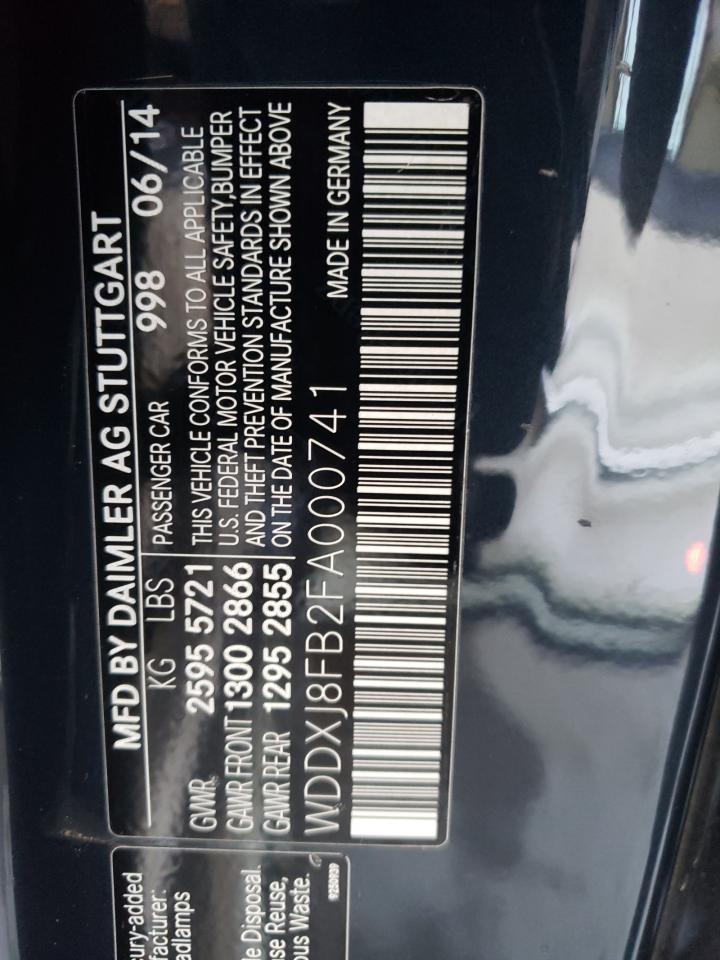 MFD BY DAIMLER AG STUTTGART
KG LBS PASSENGER CAR 998 06/14
GVWR 2595 5721 THIS VEHICLE CONFORMS TO ALL APPLICABLE
GAWR FRONT 1300 2866 U.S. FEDERAL MOTOR VEHICLE SAFETY,BUMPER
AND THEFT PREVENTION STANDARDS IN EFFECT
GAWR REAR 1295 2855 ON THE DATE OF MANUFACTURE SHOWN ABOVE
WDDXJ8FB2FA000741 MADE IN GERMANY
cury-added
facturer:
adlamps
e Disposal.
se Reuse,
ous Waste.
9250939